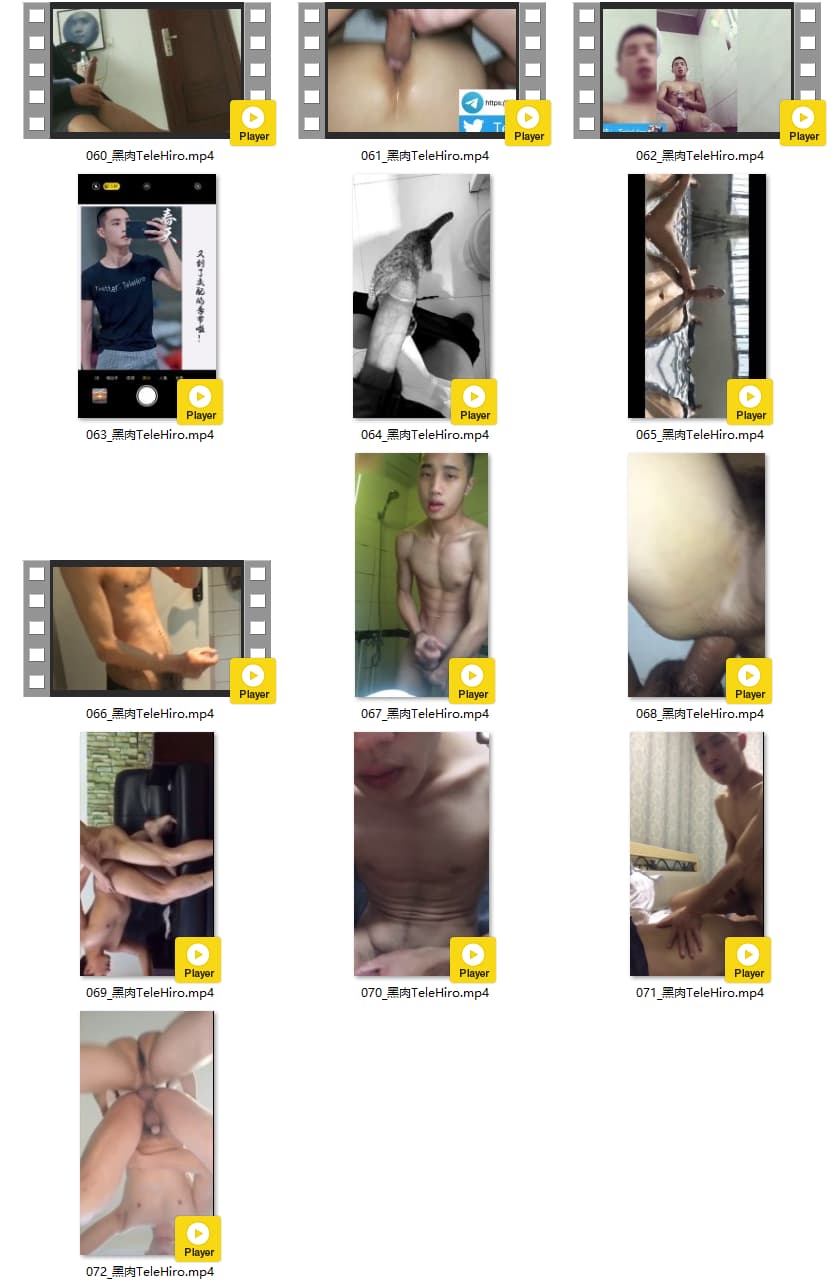 https:/
Player
Player
Player
060_黑肉TeleHiro.mp4
061_黑肉TeleHiro.mp4
062_黑肉TeleHiro.mp4
春天
Twitter TeleHiro
Player
Player
Player
063_黑肉TeleHiro.mp4
064_黑肉TeleHiro.mp4
065_黑肉TeleHiro.mp4
Player
Player
Player
066_黑肉TeleHiro.mp4
067_黑肉TeleHiro.mp4
068_黑肉TeleHiro.mp4
Player
Player
Player
069_黑肉TeleHiro.mp4
070_黑肉TeleHiro.mp4
071_黑肉TeleHiro.mp4
Player
072_黑肉TeleHiro.mp4